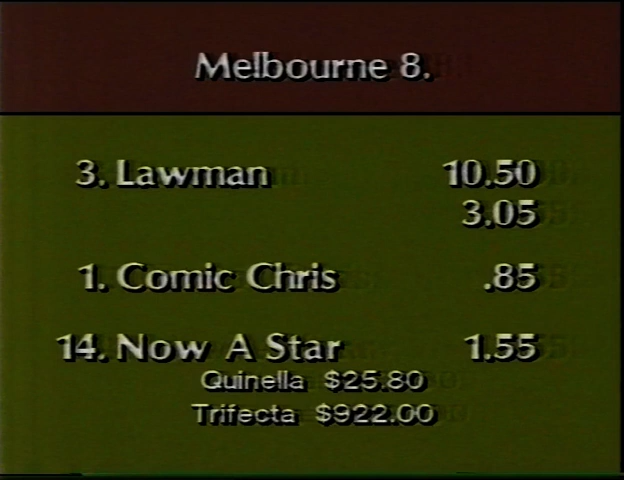 Melbourne 8.
3. Lawman 10.50
3.05
1. Comic Chris .85
14. Now A Star 1.55
Quinella $25.80
Trifecta $922.00